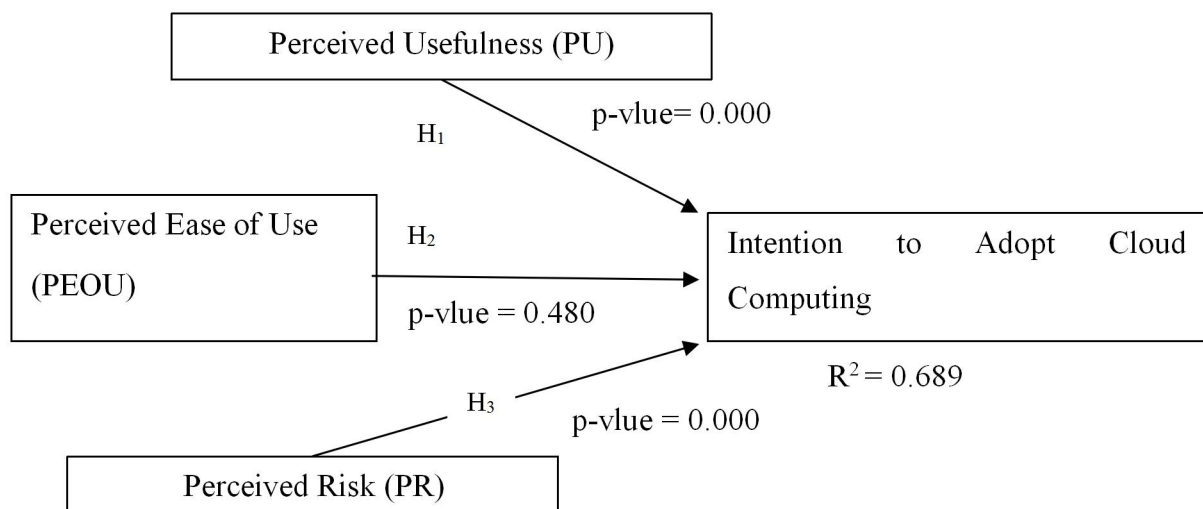 Perceived Usefulness (PU)
p-vlue= 0.000
H₁
Perceived Ease of Use
(PEOU)
H₂
p-vlue = 0.480
Intention to Adopt Cloud
Computing
R² = 0.689
H₃
p-vlue = 0.000
Perceived Risk (PR)